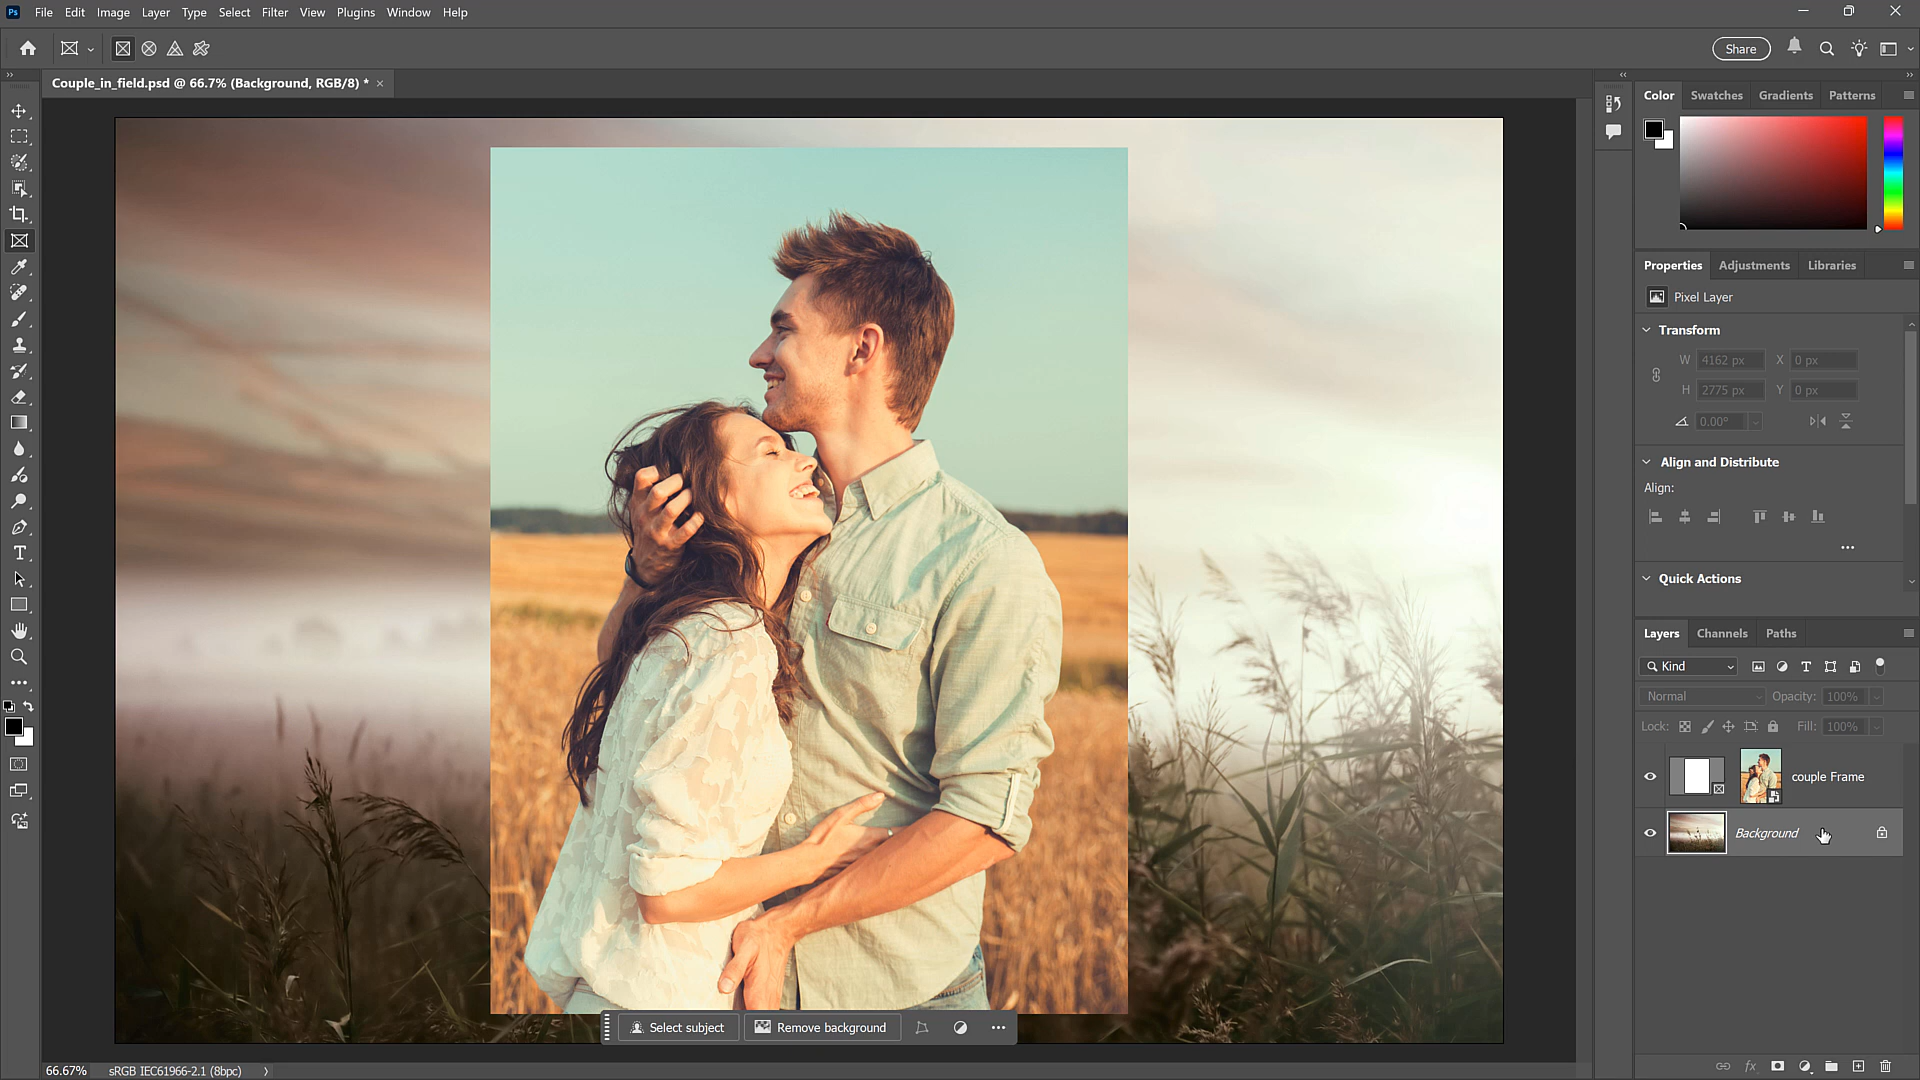 Ps File Edit Image Layer Type Select Filter View Plugins Window Help
Share
Couple_in_field.psd @ 66.7% (Background, RGB/8) * ×
Color Swatches Gradients Patterns
Properties Adjustments Libraries
Pixel Layer
Transform
W 4162 px X 0 px
H 2775 px Y 0 px
0.00°
Align and Distribute
Align:
Quick Actions
Layers Channels Paths
Kind
Normal Opacity: 100%
Lock: Fill: 100%
couple Frame
Background
Select subject Remove background
66.67% sRGB IEC61966-2.1 (8bpc)